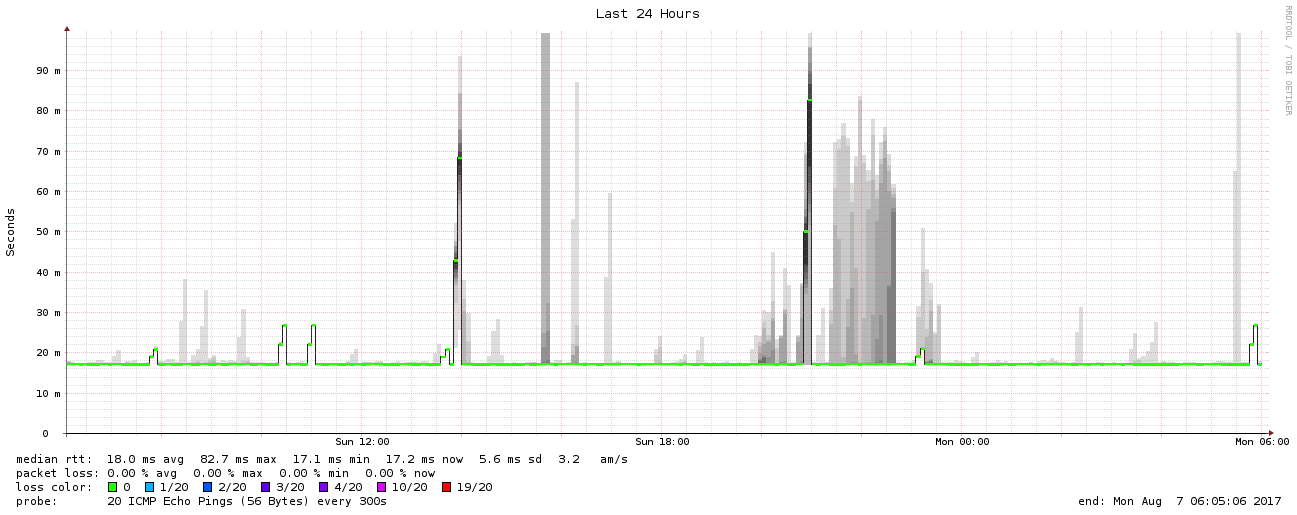 Last 24 Hours
RRDTOOL / TOBI OETIKER
Seconds
90 m
80 m
70 m
60 m
50 m
40 m
30 m
20 m
10 m
0
Sun 12:00 Sun 18:00 Mon 00:00 Mon 06:00
median rtt: 18.0 ms avg 82.7 ms max 17.1 ms min 17.2 ms now 5.6 ms sd 3.2 am/s
packet loss: 0.00 % avg 0.00 % max 0.00 % min 0.00 % now
loss color: 0 1/20 2/20 3/20 4/20 10/20 19/20
probe: 20 ICMP Echo Pings (56 Bytes) every 300s end: Mon Aug 7 06:05:06 2017